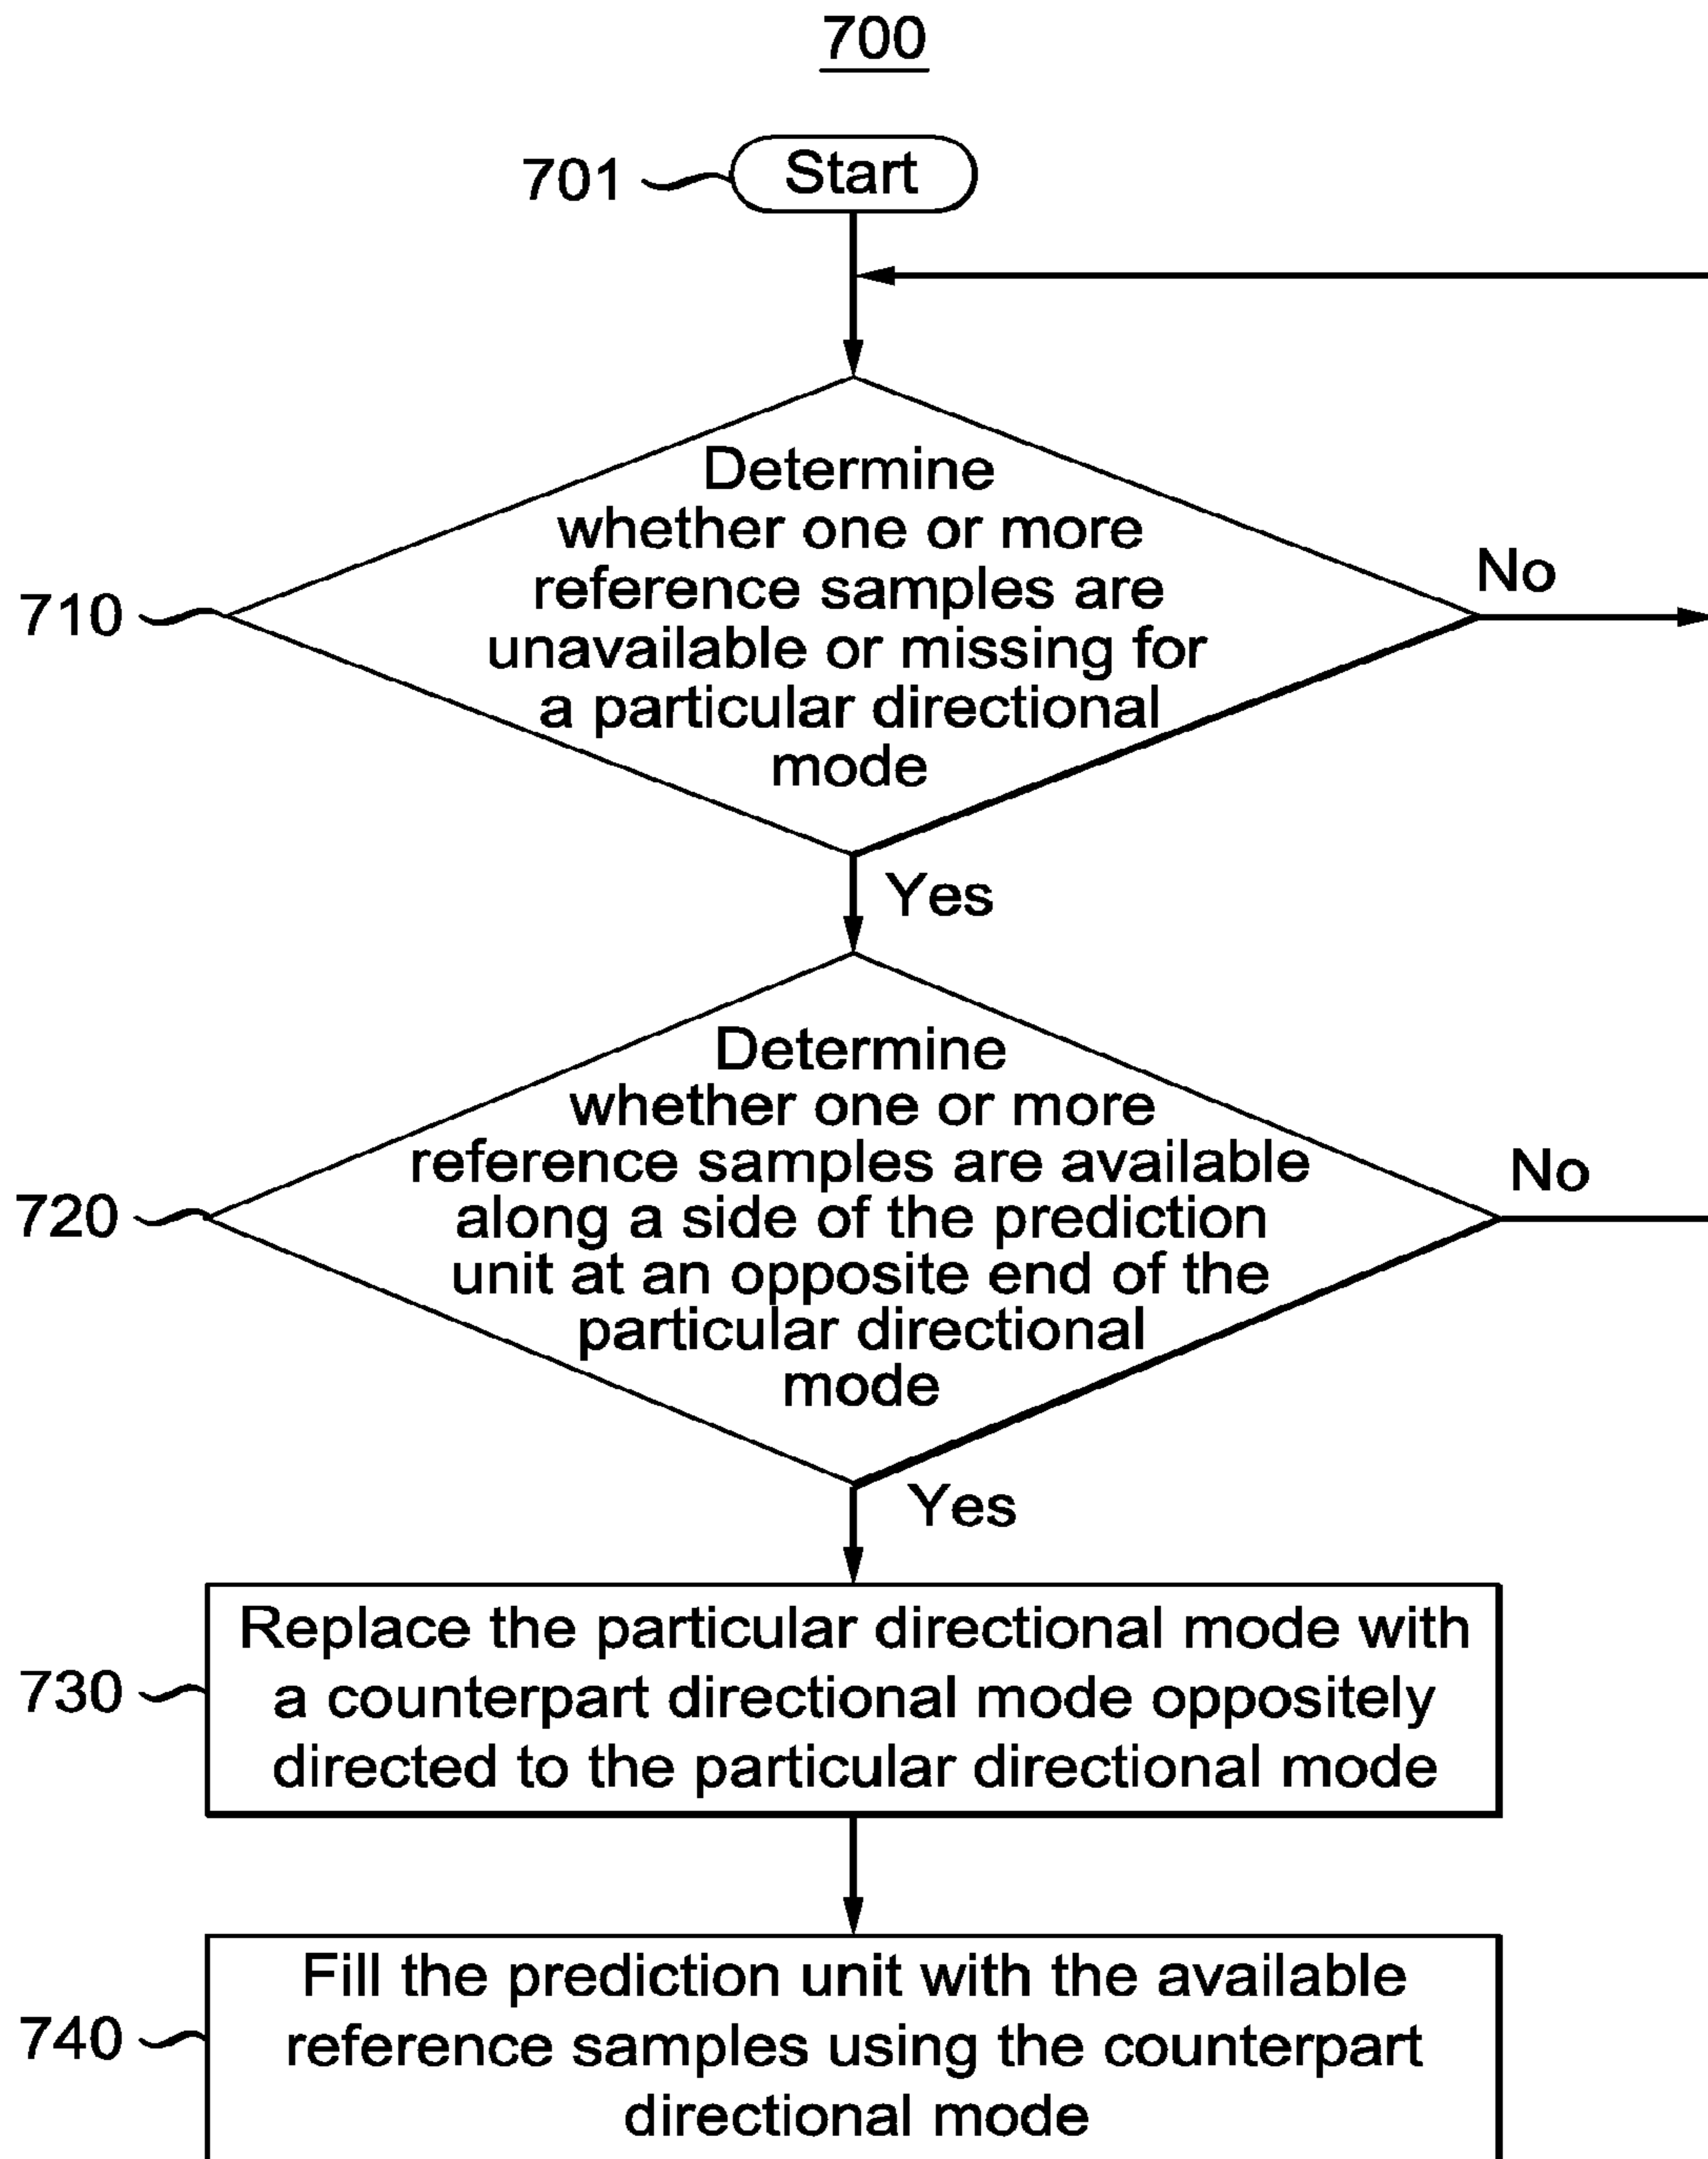 700
701
Start
Determine
whether one or more
reference samples are
unavailable or missing for
a particular directional
mode
710
No
Yes
Determine
whether one or more
reference samples are available
along a side of the prediction
unit at an opposite end of the
particular directional
mode
720
No
Yes
Replace the particular directional mode with
a counterpart directional mode oppositely
directed to the particular directional mode
730
Fill the prediction unit with the available
reference samples using the counterpart
directional mode
740